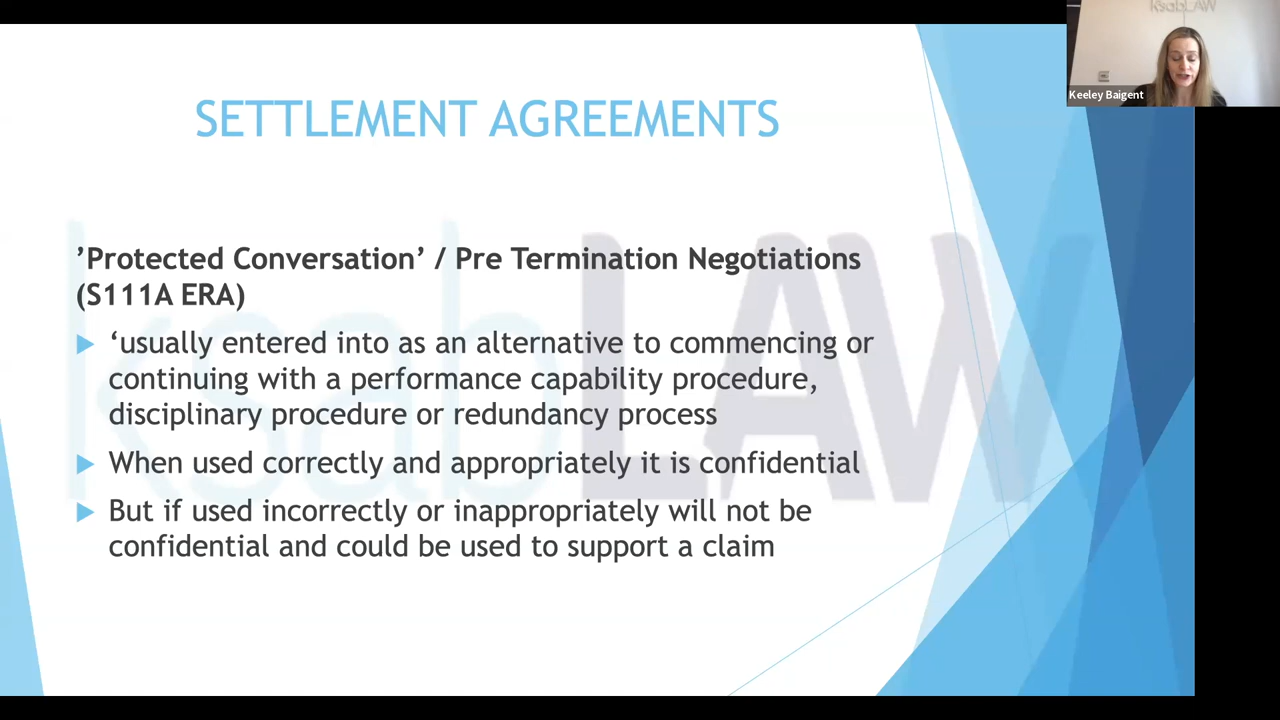 ksabLAW
Keeley Baigent
SETTLEMENT AGREEMENTS
ksabLAW
’Protected Conversation’ / Pre Termination Negotiations
(S111A ERA)
‘usually entered into as an alternative to commencing or
continuing with a performance capability procedure,
disciplinary procedure or redundancy process
When used correctly and appropriately it is confidential
But if used incorrectly or inappropriately will not be
confidential and could be used to support a claim